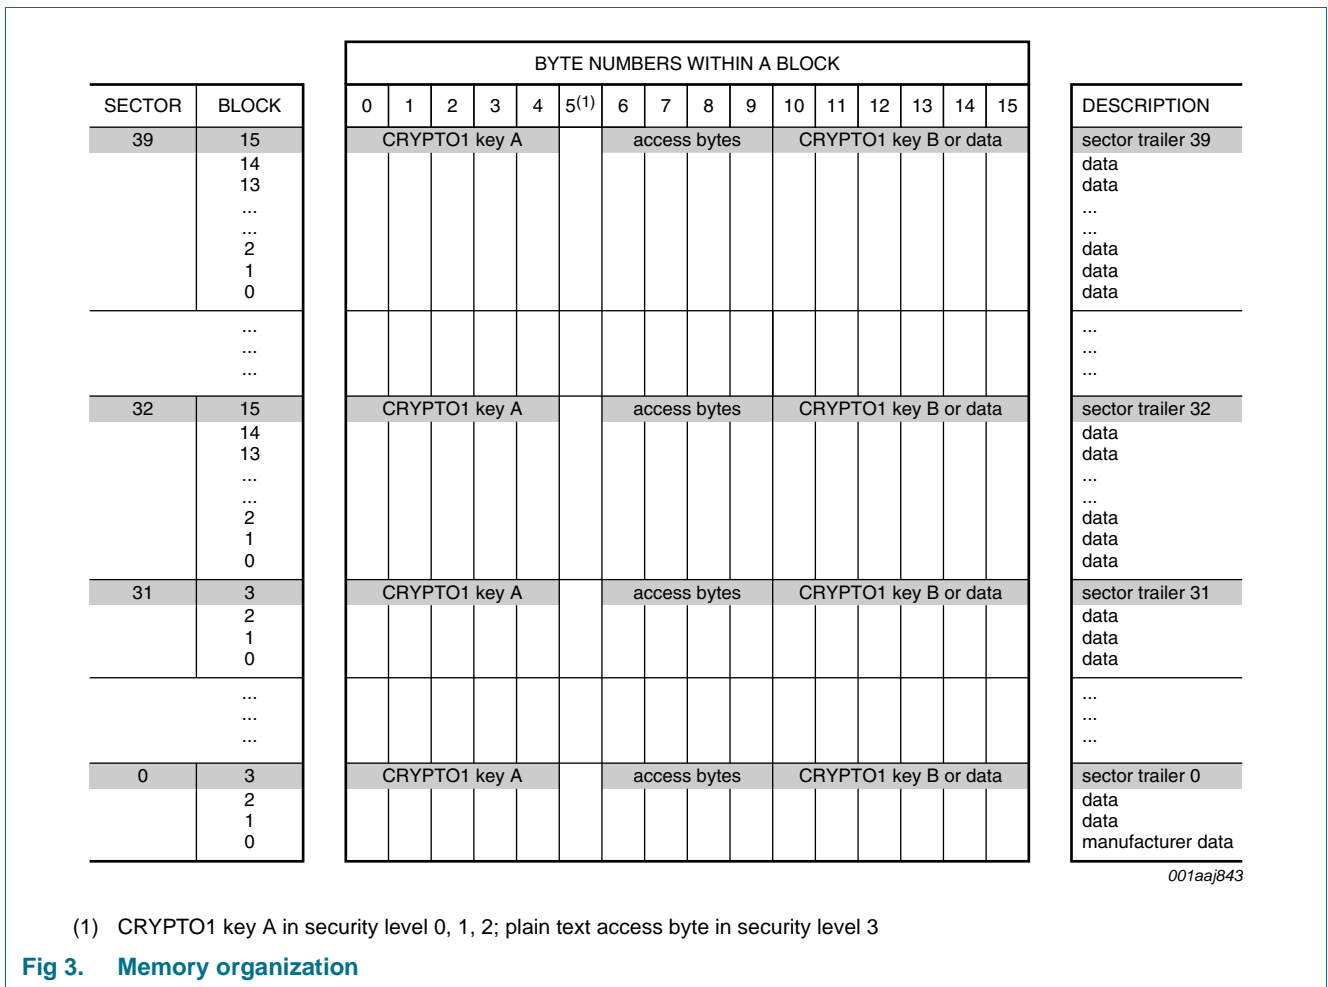 BYTE NUMBERS WITHIN A BLOCK
SECTOR BLOCK 0 1 2 3 4 5(1) 6 7 8 9 10 11 12 13 14 15 DESCRIPTION
39 15 CRYPTO1 key A access bytes CRYPTO1 key B or data sector trailer 39
14 data
13 data
... ...
... ...
2 data
1 data
0 data
... ...
... ...
... ...
32 15 CRYPTO1 key A access bytes CRYPTO1 key B or data sector trailer 32
14 data
13 data
... ...
... ...
2 data
1 data
0 data
31 3 CRYPTO1 key A access bytes CRYPTO1 key B or data sector trailer 31
2 data
1 data
0 data
... ...
... ...
... ...
0 3 CRYPTO1 key A access bytes CRYPTO1 key B or data sector trailer 0
2 data
1 data
0 manufacturer data
001aaj843
(1) CRYPTO1 key A in security level 0, 1, 2; plain text access byte in security level 3
Fig 3. Memory organization